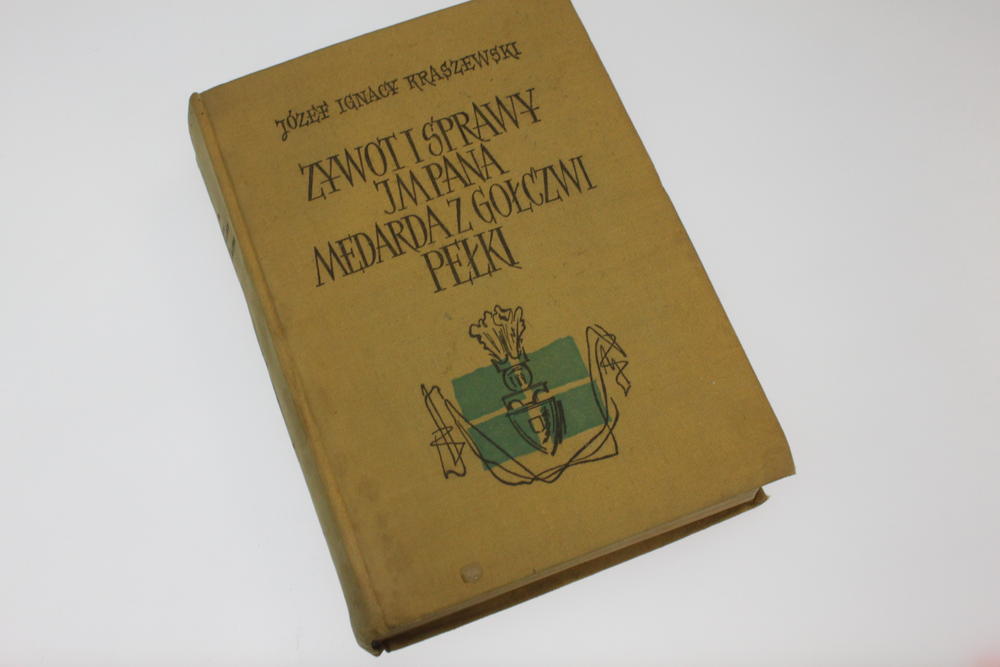 JÓZEF IGNACY KRASZEWSKI
ŻYWOT I SPRAWY
JMPANA
MEDARDA Z GOŁCZWI
PEŁKI